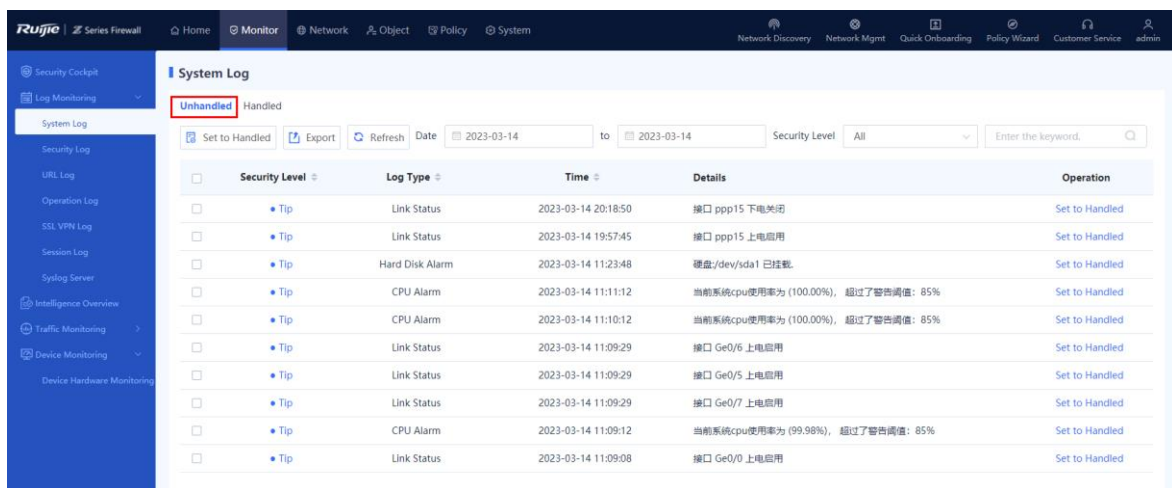 Ruijie | Z Series Firewall Home Monitor Network Object Policy System Network Discovery Network Mgmt Quick Onboarding Policy Wizard Customer Service admin
Security Cockpit
Log Monitoring
System Log
Security Log
URL Log
Operation Log
SSL VPN Log
Session Log
Syslog Server
Intelligence Overview
Traffic Monitoring
Device Monitoring
Device Hardware Monitoring
System Log
Unhandled Handled
Set to Handled Export Refresh Date 2023-03-14 to 2023-03-14 Security Level All Enter the keyword.
Security Level Log Type Time Details Operation
Tip Link Status 2023-03-14 20:18:50 接口 ppp15 下电关闭 Set to Handled
Tip Link Status 2023-03-14 19:57:45 接口 ppp15 上电启用 Set to Handled
Tip Hard Disk Alarm 2023-03-14 11:23:48 硬盘:/dev/sda1 已挂载. Set to Handled
Tip CPU Alarm 2023-03-14 11:11:12 当前系统cpu使用率为 (100.00%)， 超过了警告阈值：85% Set to Handled
Tip CPU Alarm 2023-03-14 11:10:12 当前系统cpu使用率为 (100.00%)， 超过了警告阈值：85% Set to Handled
Tip Link Status 2023-03-14 11:09:29 接口 Ge0/6 上电启用 Set to Handled
Tip Link Status 2023-03-14 11:09:29 接口 Ge0/5 上电启用 Set to Handled
Tip Link Status 2023-03-14 11:09:29 接口 Ge0/7 上电启用 Set to Handled
Tip CPU Alarm 2023-03-14 11:09:12 当前系统cpu使用率为 (99.98%)， 超过了警告阈值：85% Set to Handled
Tip Link Status 2023-03-14 11:09:08 接口 Ge0/0 上电启用 Set to Handled